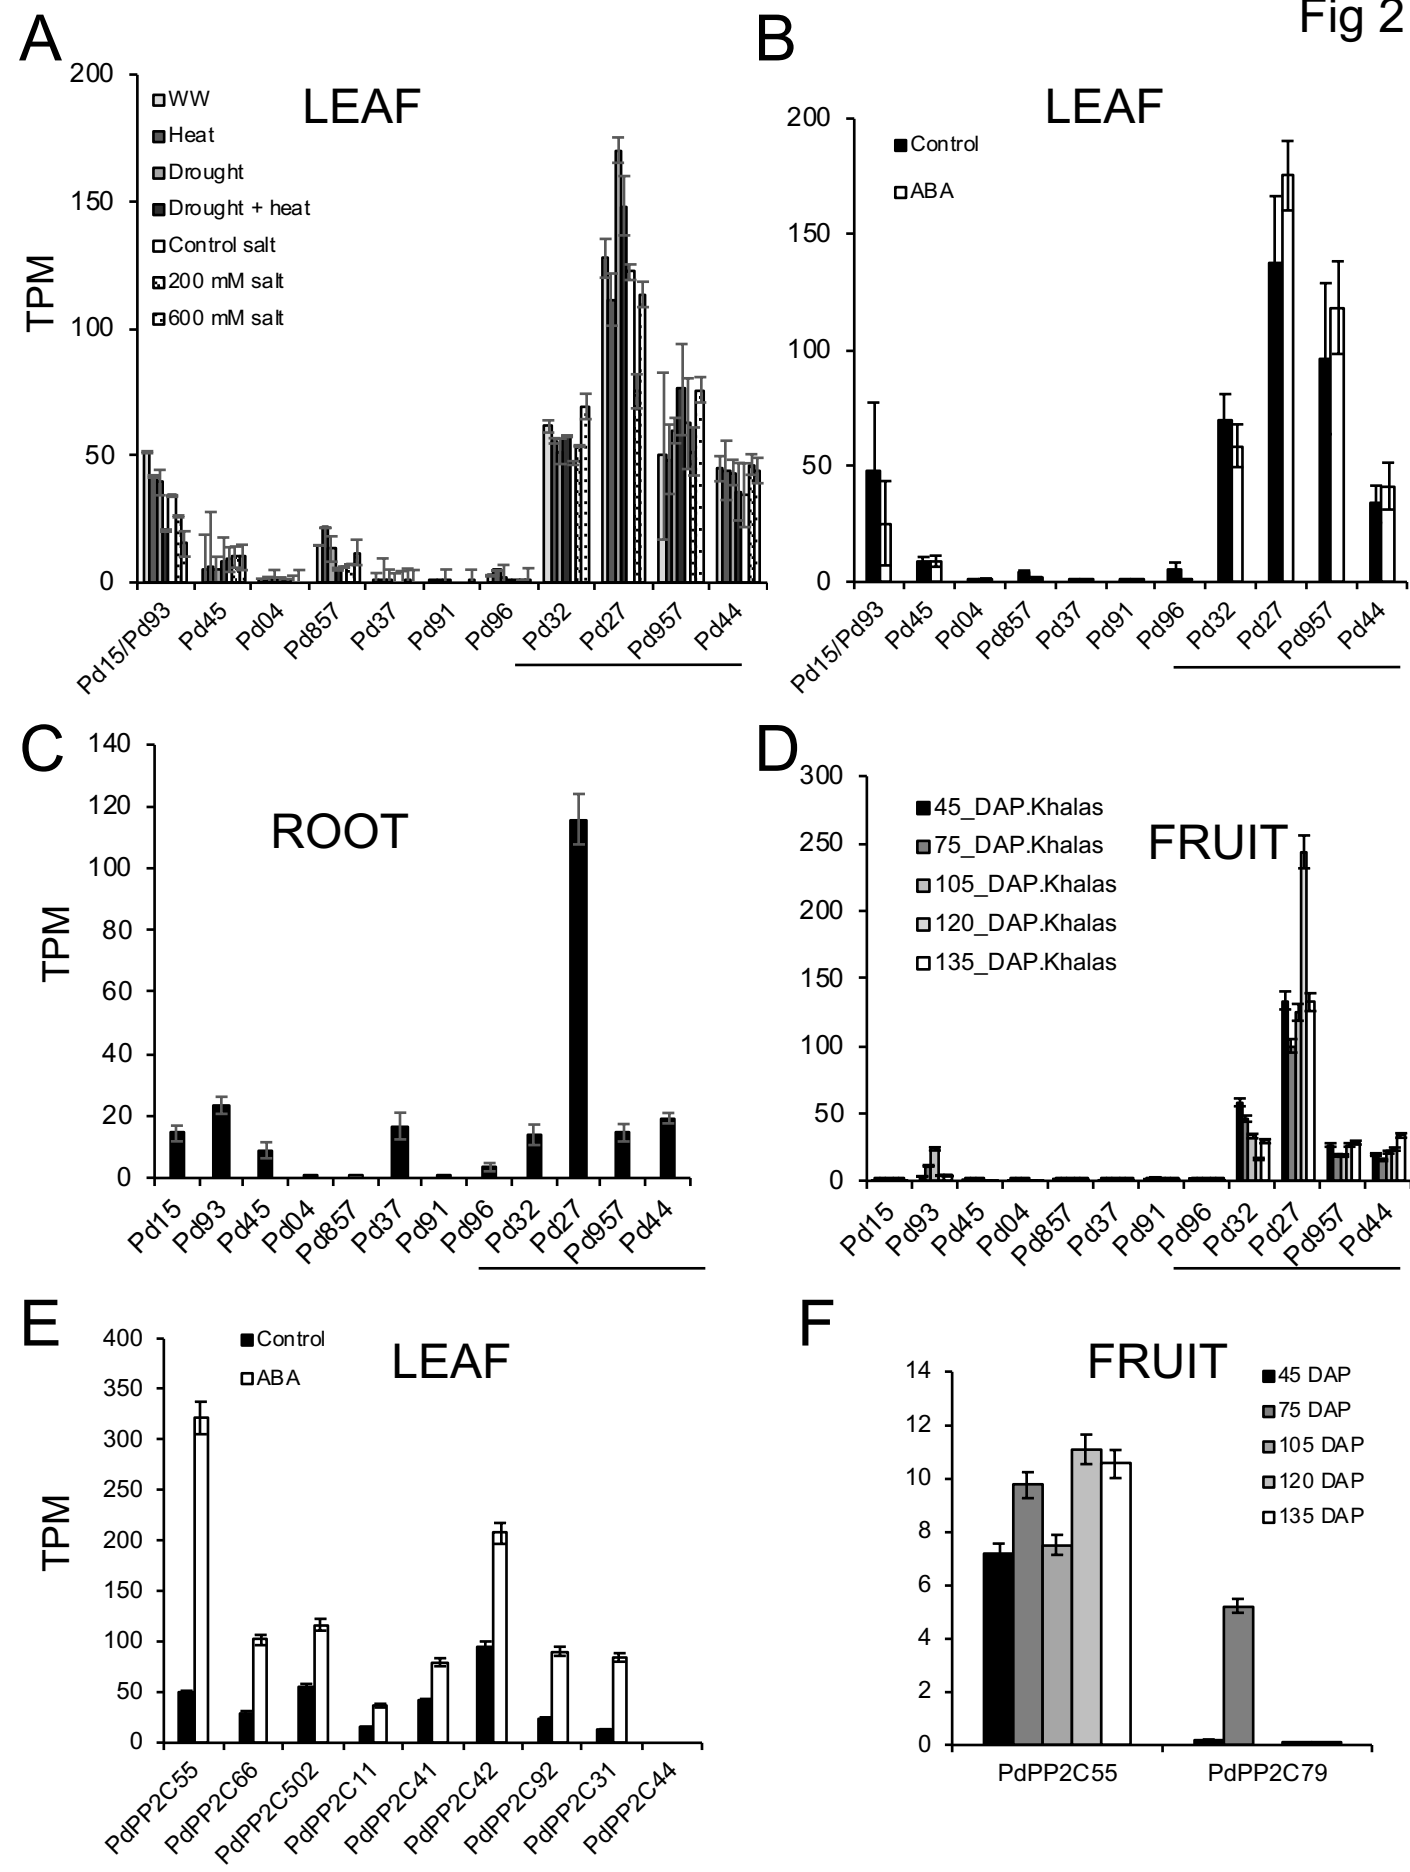 Fig 2
A
LEAF
TPM
200
150
100
50
0
WW
Heat
Drought
Drought + heat
Control salt
200 mM salt
600 mM salt
Pd15/Pd93
Pd45
Pd04
Pd857
Pd37
Pd91
Pd96
Pd32
Pd27
Pd957
Pd44
B
LEAF
200
150
100
50
0
Control
ABA
Pd15/Pd93
Pd45
Pd04
Pd857
Pd37
Pd91
Pd96
Pd32
Pd27
Pd957
Pd44
C
ROOT
TPM
140
120
100
80
60
40
20
0
Pd15
Pd93
Pd45
Pd04
Pd857
Pd37
Pd91
Pd96
Pd32
Pd27
Pd957
Pd44
D
FRUIT
300
250
200
150
100
50
0
45_DAP.Khalas
75_DAP.Khalas
105_DAP.Khalas
120_DAP.Khalas
135_DAP.Khalas
Pd15
Pd93
Pd45
Pd04
Pd857
Pd37
Pd91
Pd96
Pd32
Pd27
Pd957
Pd44
E
LEAF
TPM
400
350
300
250
200
150
100
50
0
Control
ABA
PdPP2C55
PdPP2C66
PdPP2C502
PdPP2C11
PdPP2C41
PdPP2C42
PdPP2C92
PdPP2C31
PdPP2C44
F
FRUIT
14
12
10
8
6
4
2
0
45 DAP
75 DAP
105 DAP
120 DAP
135 DAP
PdPP2C55
PdPP2C79